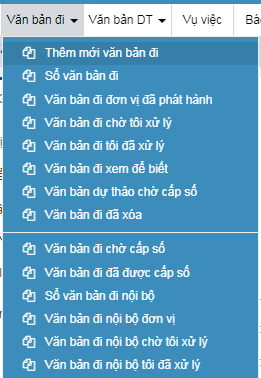 Văn bản đi Văn bản DT Vụ việc
Thêm mới văn bản đi
Sổ văn bản đi
Văn bản đi đơn vị đã phát hành
Văn bản đi chờ tôi xử lý
Văn bản đi tôi đã xử lý
Văn bản đi xem để biết
Văn bản dự thảo chờ cấp số
Văn bản đi đã xóa
Văn bản đi chờ cấp số
Văn bản đi đã được cấp số
Sổ văn bản đi nội bộ
Văn bản đi nội bộ đơn vị
Văn bản đi nội bộ chờ tôi xử lý
Văn bản đi nội bộ tôi đã xử lý